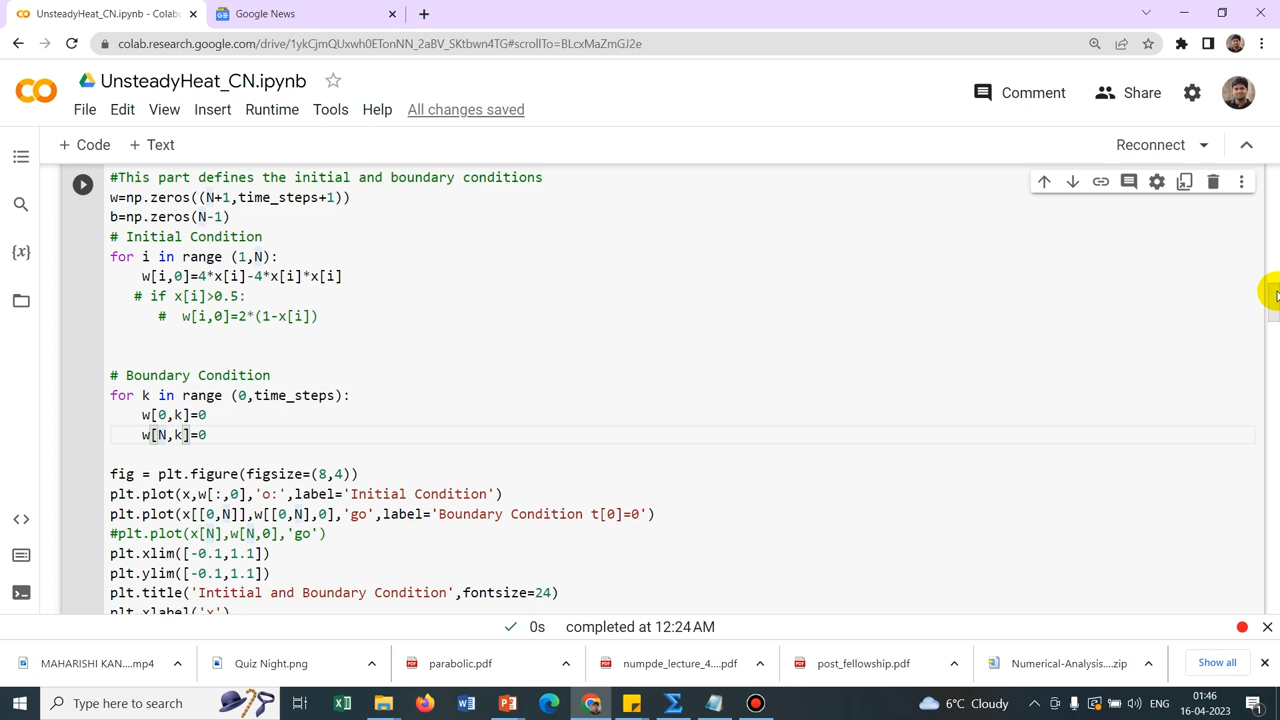 UnsteadyHeat_CN.ipynb - Colab
Google News
colab.research.google.com/drive/1ykCjmQUxwh0ETonNN_2aBV_SKtbwn4TG#scrollTo=BLcxMaZmGJ2e
UnsteadyHeat_CN.ipynb
Comment
Share
File Edit View Insert Runtime Tools Help All changes saved
+ Code + Text
Reconnect
#This part defines the initial and boundary conditions
w=np.zeros((N+1,time_steps+1))
b=np.zeros(N-1)
# Initial Condition
for i in range (1,N):
w[i,0]=4*x[i]-4*x[i]*x[i]
# if x[i]>0.5:
# w[i,0]=2*(1-x[i])
# Boundary Condition
for k in range (0,time_steps):
w[0,k]=0
w[N,k]=0
fig = plt.figure(figsize=(8,4))
plt.plot(x,w[:,0],'o:',label='Initial Condition')
plt.plot(x[[0,N]],w[[0,N],0],'go',label='Boundary Condition t[0]=0')
#plt.plot(x[N],w[N,0],'go')
plt.xlim([-0.1,1.1])
plt.ylim([-0.1,1.1])
plt.title('Intitial and Boundary Condition',fontsize=24)
plt.xlabel('x')
0s completed at 12:24 AM
MAHARISHI KAN....mp4
Quiz Night.png
parabolic.pdf
numpde_lecture_4....pdf
post_fellowship.pdf
Numerical-Analysis....zip
Show all
Type here to search
6°C Cloudy
ENG
01:46
16-04-2023